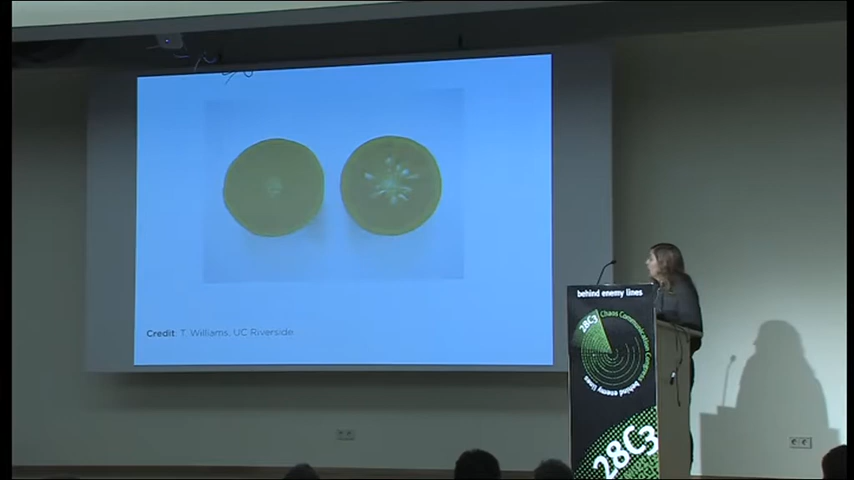 Credit: T. Williams, UC Riverside
behind enemy lines
28C3 Chaos Communication Congress behind enemy lines
28C3